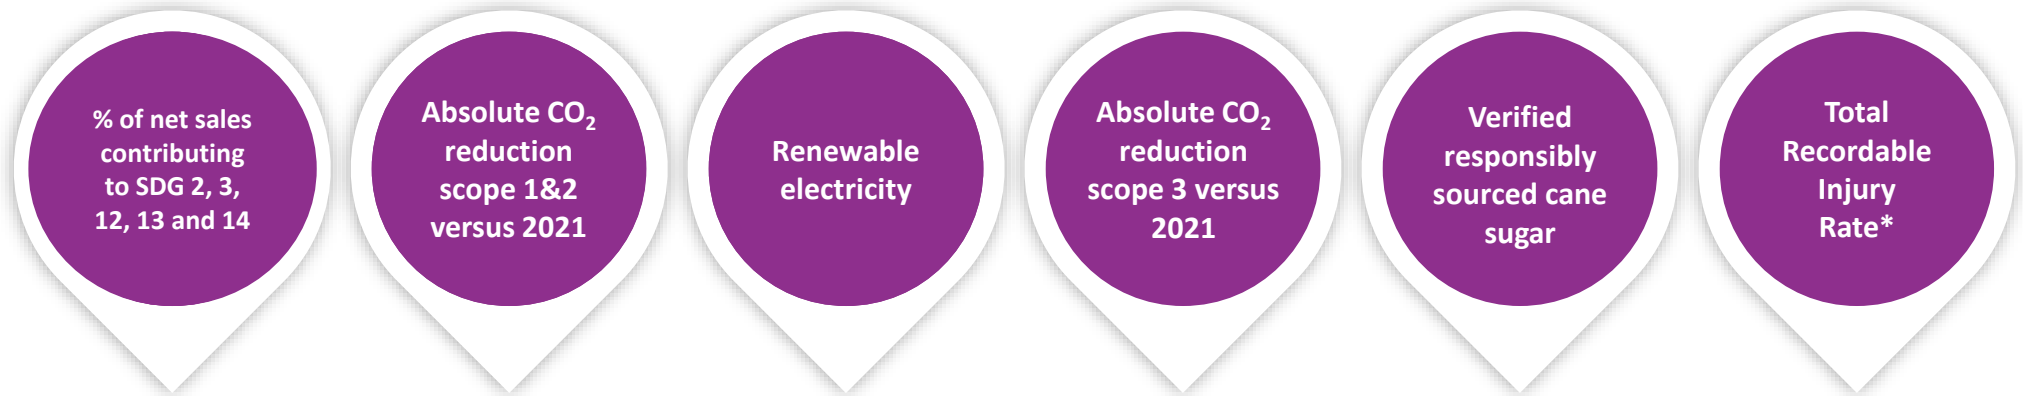 % of net sales
contributing
to SDG 2, 3,
12, 13 and 14
Absolute CO₂
reduction
scope 1&2
versus 2021
Renewable
electricity
Absolute CO₂
reduction
scope 3 versus
2021
Verified
responsibly
sourced cane
sugar
Total
Recordable
Injury
Rate*